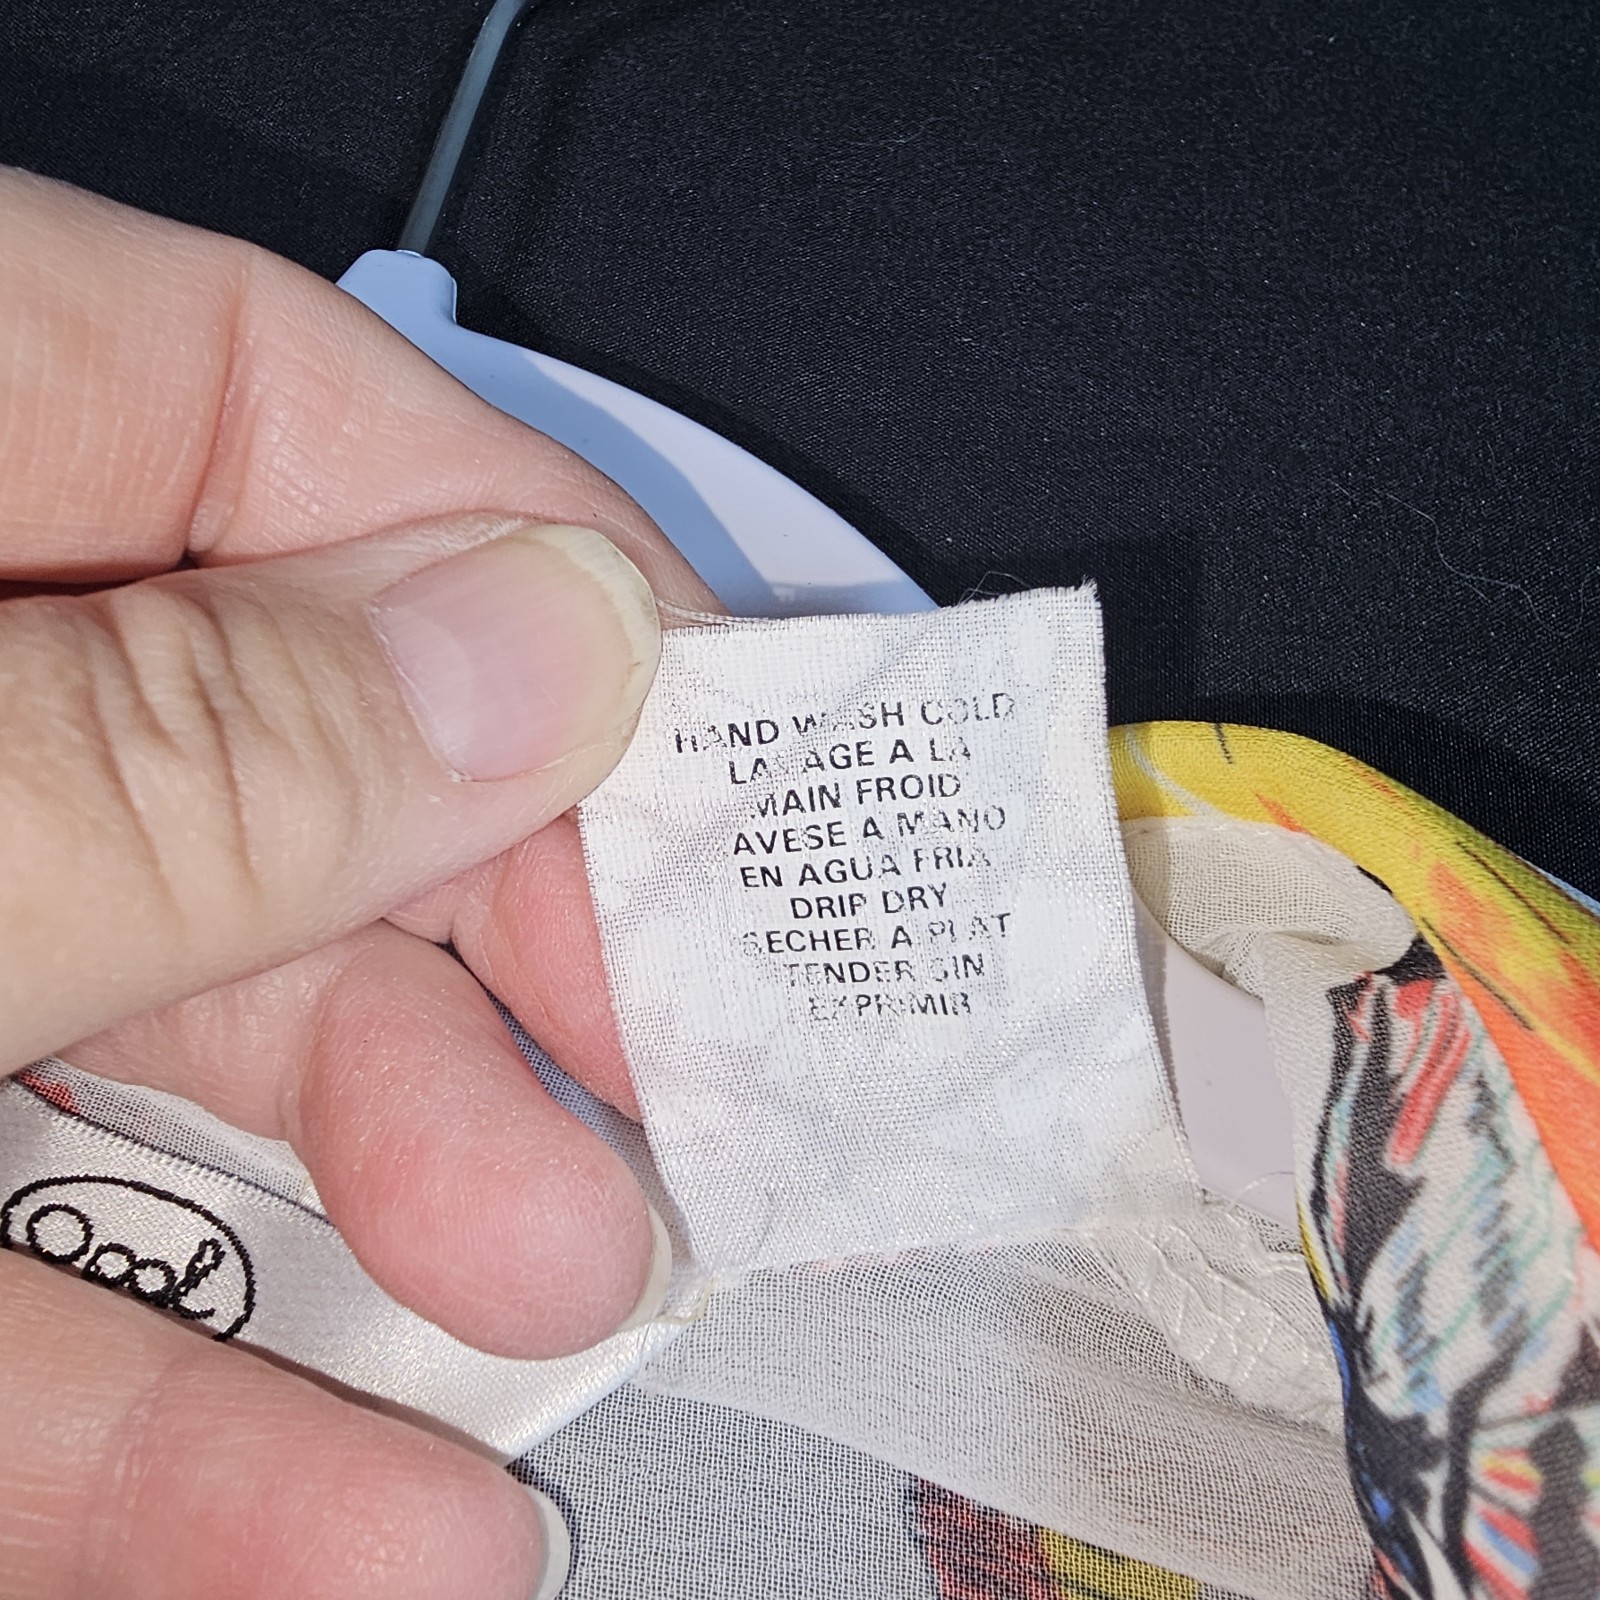 HAND WASH COLD
LAVAGE A LA
MAIN FROID
AVESE A MANO
EN AGUA FRIA
DRIP DRY
SECHER A PLAT
TENDER SIN
EXPRIMIR